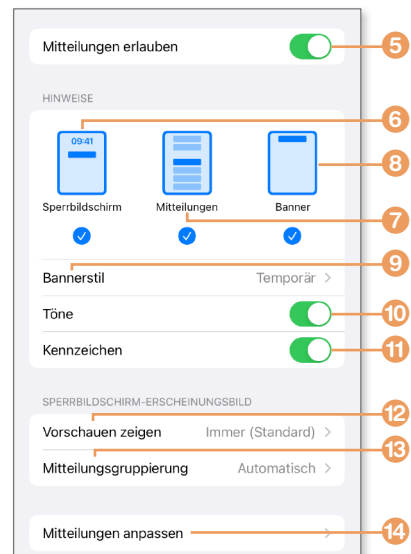 Mitteilungen erlauben 5
HINWEISE
6
09:41
8
Sperrbildschirm Mitteilungen Banner
7
Bannerstil Temporär > 9
Töne 10
Kennzeichen 11
SPERRBILDSCHIRM-ERSCHEINUNGSBILD
12
Vorschauen zeigen Immer (Standard) >
13
Mitteilungsgruppierung Automatisch >
Mitteilungen anpassen > 14